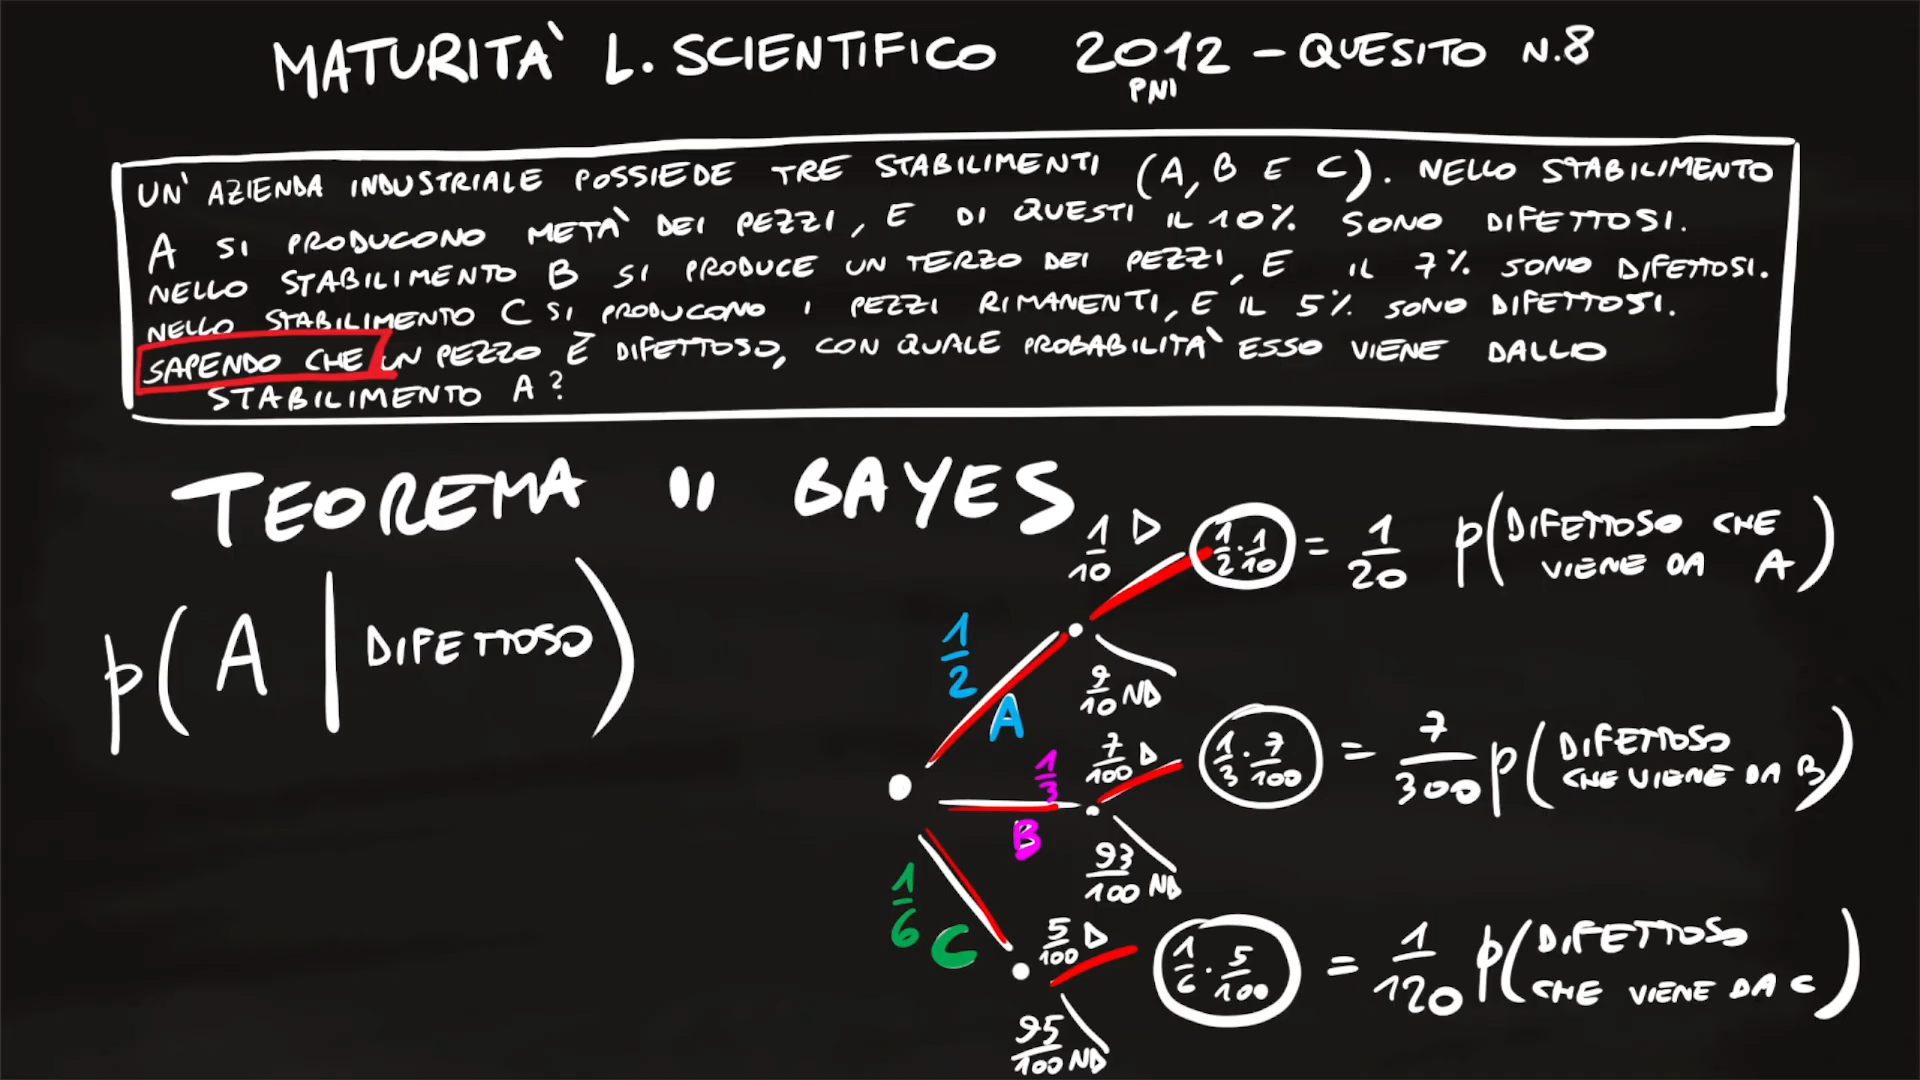 MATURITA' L. SCIENTIFICO 2012 - QUESITO N.8
PNI
UN' AZIENDA INDUSTRIALE POSSIEDE TRE STABILIMENTI (A, B E C). NELLO STABILIMENTO
A SI PRODUCONO METÀ DEI PEZZI, E DI QUESTI IL 10% SONO DIFETTOSI.
NELLO STABILIMENTO B SI PRODUCE UN TERZO DEI PEZZI, E IL 7% SONO DIFETTOSI.
NELLO STABILIMENTO C SI PRODUCONO I PEZZI RIMANENTI, E IL 5% SONO DIFETTOSI.
SAPENDO CHE UN PEZZO È DIFETTOSO, CON QUALE PROBABILITÀ ESSO VIENE DALLO
STABILIMENTO A?
TEOREMA " BAYES
p(A | DIFETTOSO)
1/2 A
1/10 D
1/2 · 1/10 = 1/20 p(DIFETTOSO CHE
VIENE DA A)
9/10 ND
1/3 B
7/100 D
1/3 · 7/100 = 7/300 p(DIFETTOSO
CHE VIENE DA B)
93/100 ND
1/6 C
5/100 D
1/6 · 5/100 = 1/120 p(DIFETTOSO
CHE VIENE DA C)
95/100 ND